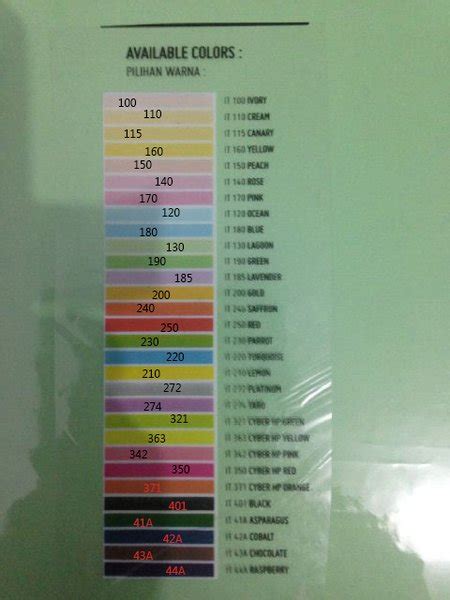 AVAILABLE COLORS :
PILIHAN WARNA :
100 IT 100 IVORY
110 IT 110 CREAM
115 IT 115 CANARY
160 IT 160 YELLOW
150 IT 150 PEACH
140 IT 140 ROSE
170 IT 170 PINK
120 IT 120 OCEAN
180 IT 180 BLUE
130 IT 130 LAGOON
190 IT 190 GREEN
185 IT 185 LAVENDER
200 IT 200 GOLD
240 IT 240 SAFFRON
250 IT 250 RED
230 IT 230 PARROT
220 IT 220 TURQUOISE
210 IT 210 LEMON
272 IT 272 PLATINUM
274 IT 274
321 IT 321 CYBER HP GREEN
363 IT 363 CYBER HP YELLOW
342 IT 342 CYBER HP PINK
350 IT 350 CYBER HP RED
371 IT 371 CYBER HP ORANGE
401 IT 401 BLACK
41A IT 41A ASPARAGUS
42A IT 42A COBALT
43A IT 43A CHOCOLATE
44A IT 44A RASPBERRY